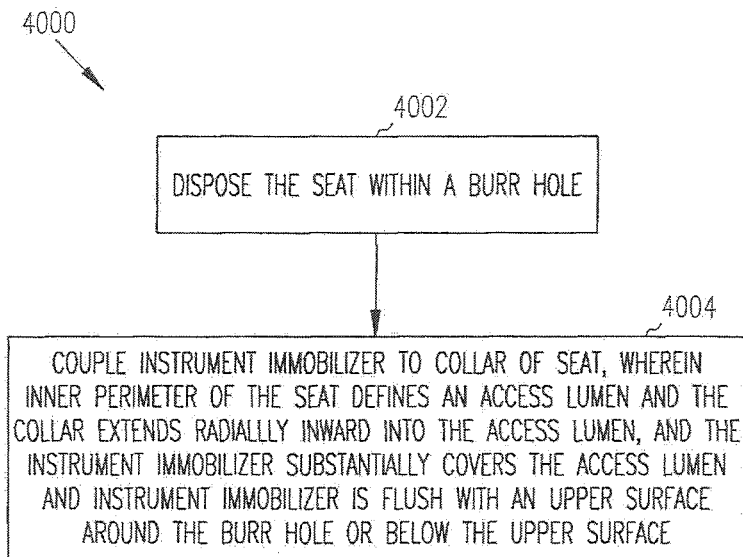 4000
4002
DISPOSE THE SEAT WITHIN A BURR HOLE
4004
COUPLE INSTRUMENT IMMOBILIZER TO COLLAR OF SEAT, WHEREIN
INNER PERIMETER OF THE SEAT DEFINES AN ACCESS LUMEN AND THE
COLLAR EXTENDS RADIALLLY INWARD INTO THE ACCESS LUMEN, AND THE
INSTRUMENT IMMOBILIZER SUBSTANTIALLY COVERS THE ACCESS LUMEN
AND INSTRUMENT IMMOBILIZER IS FLUSH WITH AN UPPER SURFACE
AROUND THE BURR HOLE OR BELOW THE UPPER SURFACE